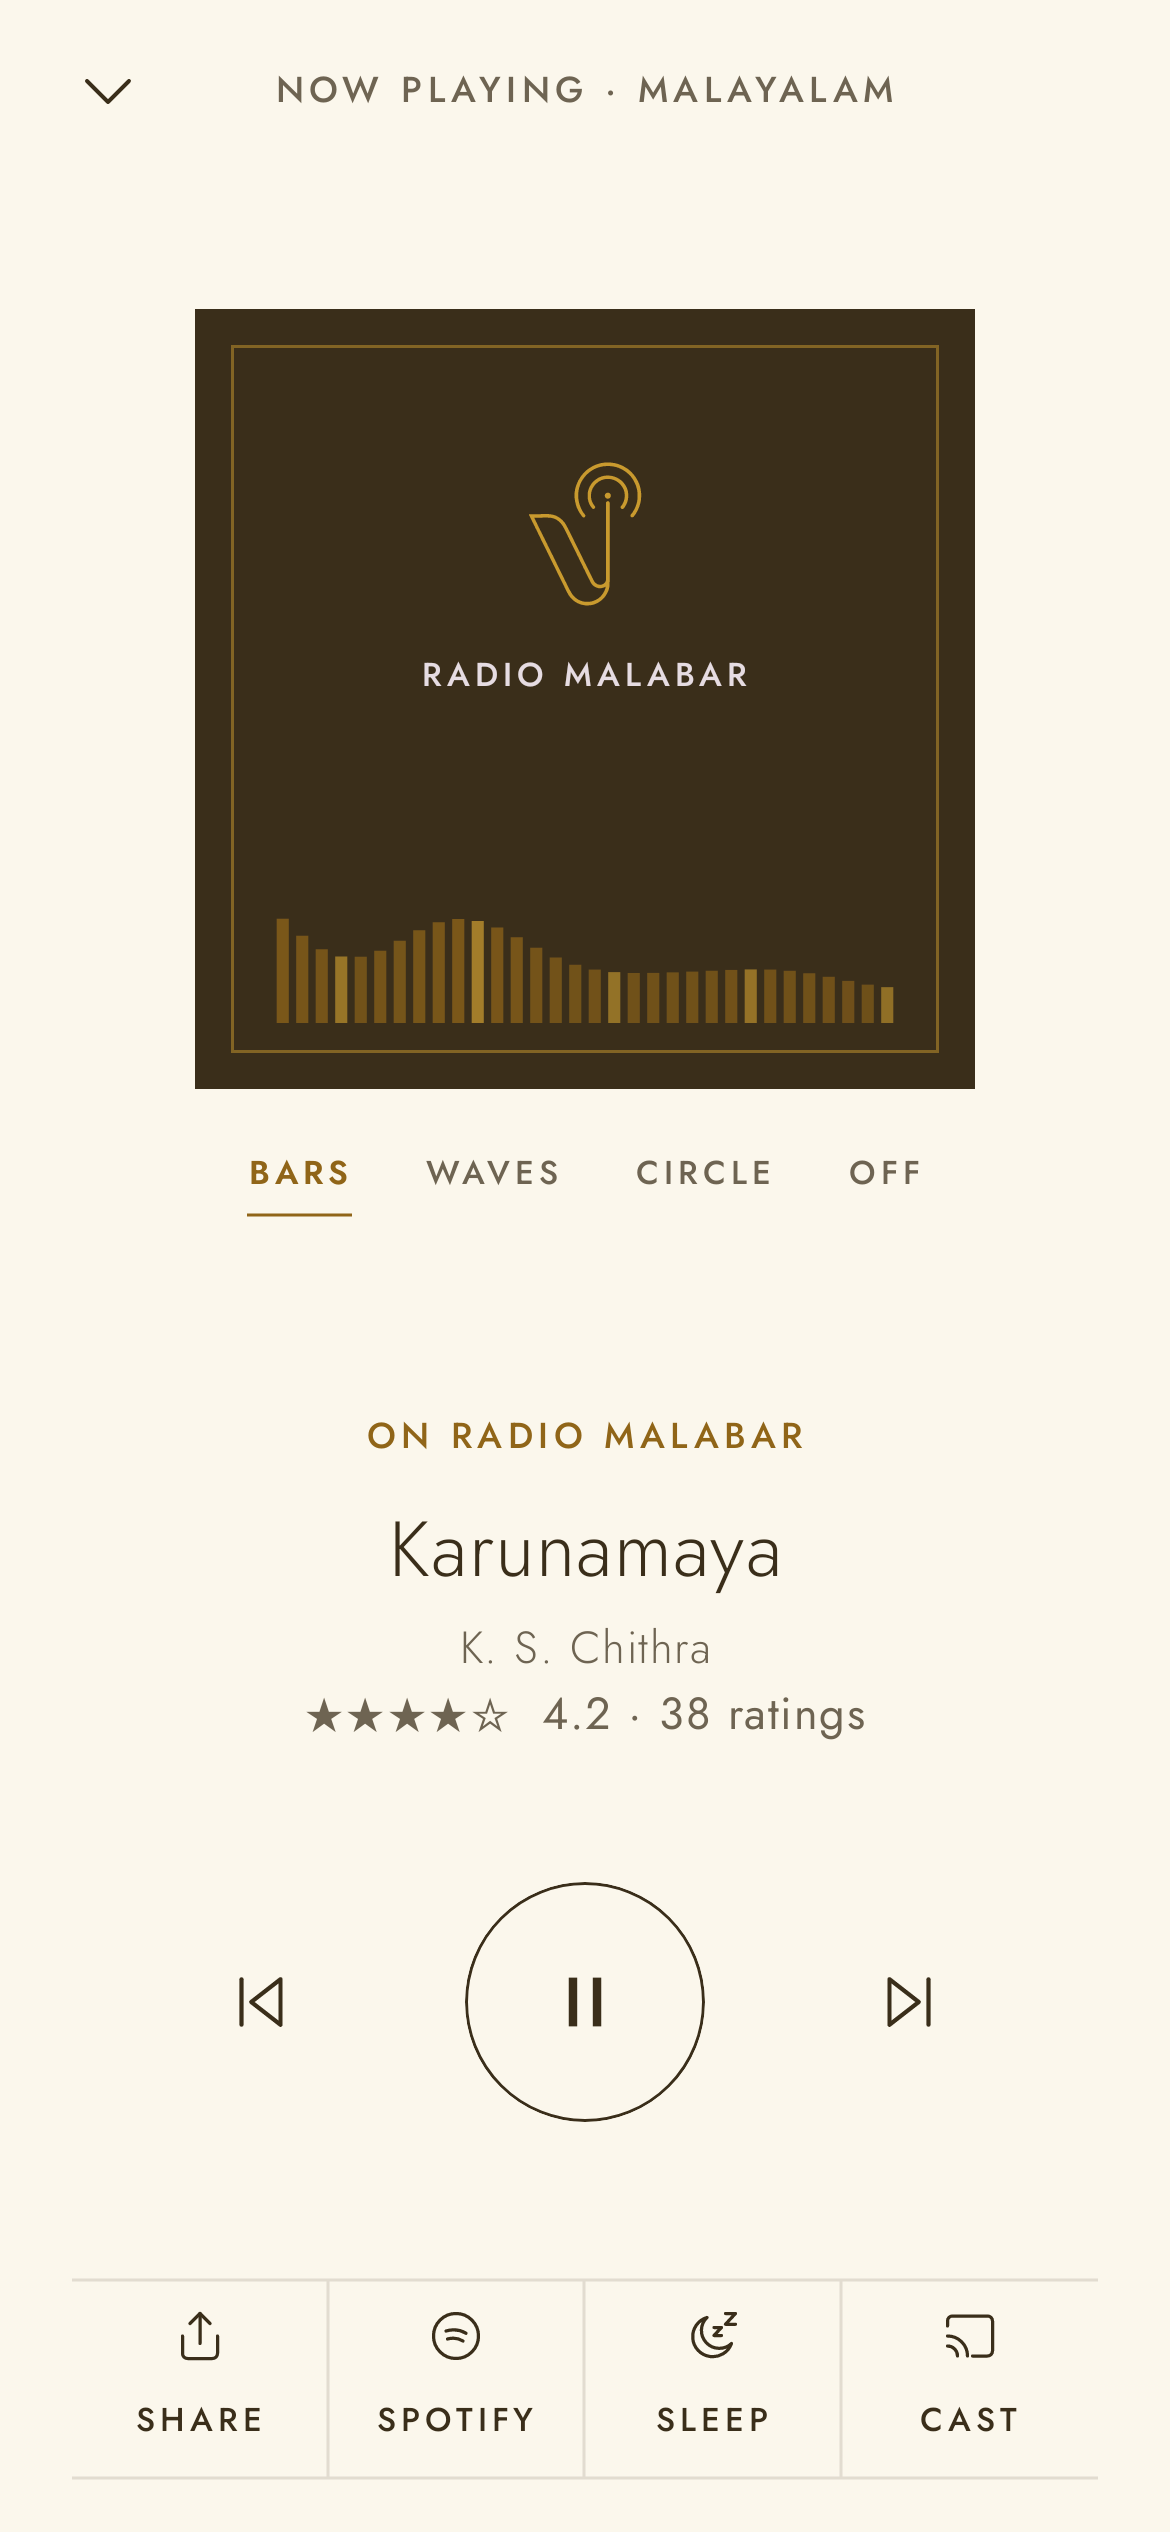 NOW PLAYING · MALAYALAM
RADIO MALABAR
BARS WAVES CIRCLE OFF
ON RADIO MALABAR
Karunamaya
K. S. Chithra
★★★★☆ 4.2 · 38 ratings
SHARE SPOTIFY SLEEP CAST